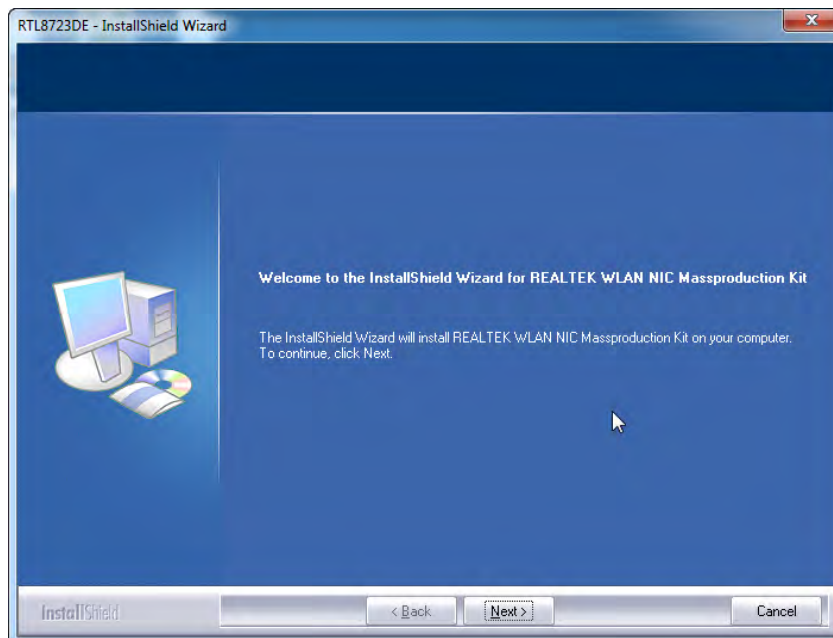 RTL8723DE - InstallShield Wizard
Welcome to the InstallShield Wizard for REALTEK WLAN NIC Massproduction Kit
The InstallShield Wizard will install REALTEK WLAN NIC Massproduction Kit on your computer.
To continue, click Next.
InstallShield
< Back
Next >
Cancel